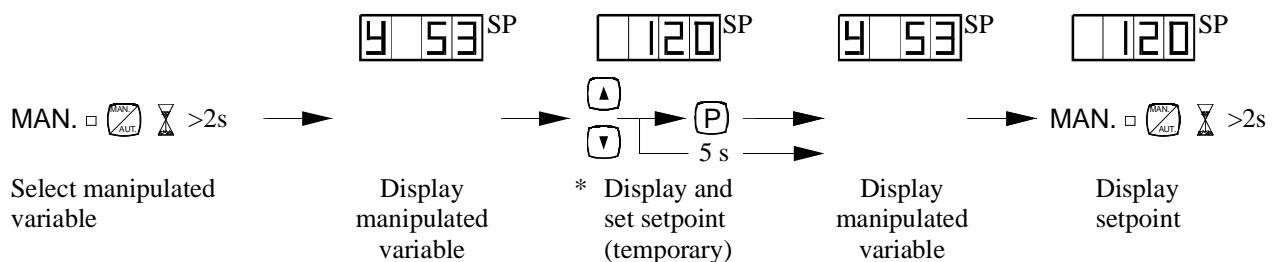 y 53 SP
120 SP
y 53 SP
120 SP
MAN. MAN. AUT. >2s
P
5 s
MAN. MAN. AUT. >2s
Select manipulated
variable
Display
manipulated
variable
* Display and
set setpoint
(temporary)
Display
manipulated
variable
Display
setpoint